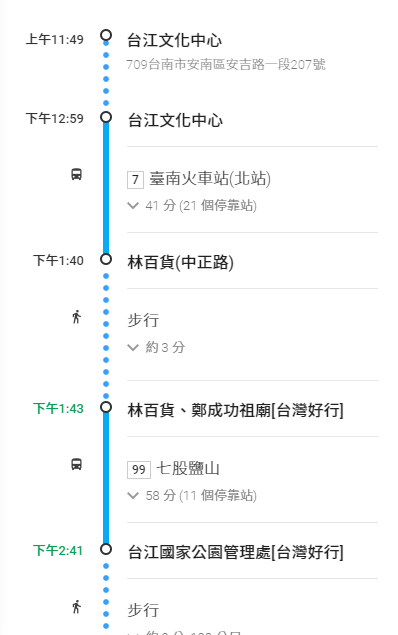 上午11:49 台江文化中心
709台南市安南區安吉路一段207號
下午12:59 台江文化中心
7 臺南火車站(北站)
41 分 (21 個停靠站)
下午1:40 林百貨(中正路)
步行
約 3 分
下午1:43 林百貨、鄭成功祖廟[台灣好行]
99 七股鹽山
58 分 (11 個停靠站)
下午2:41 台江國家公園管理處[台灣好行]
步行